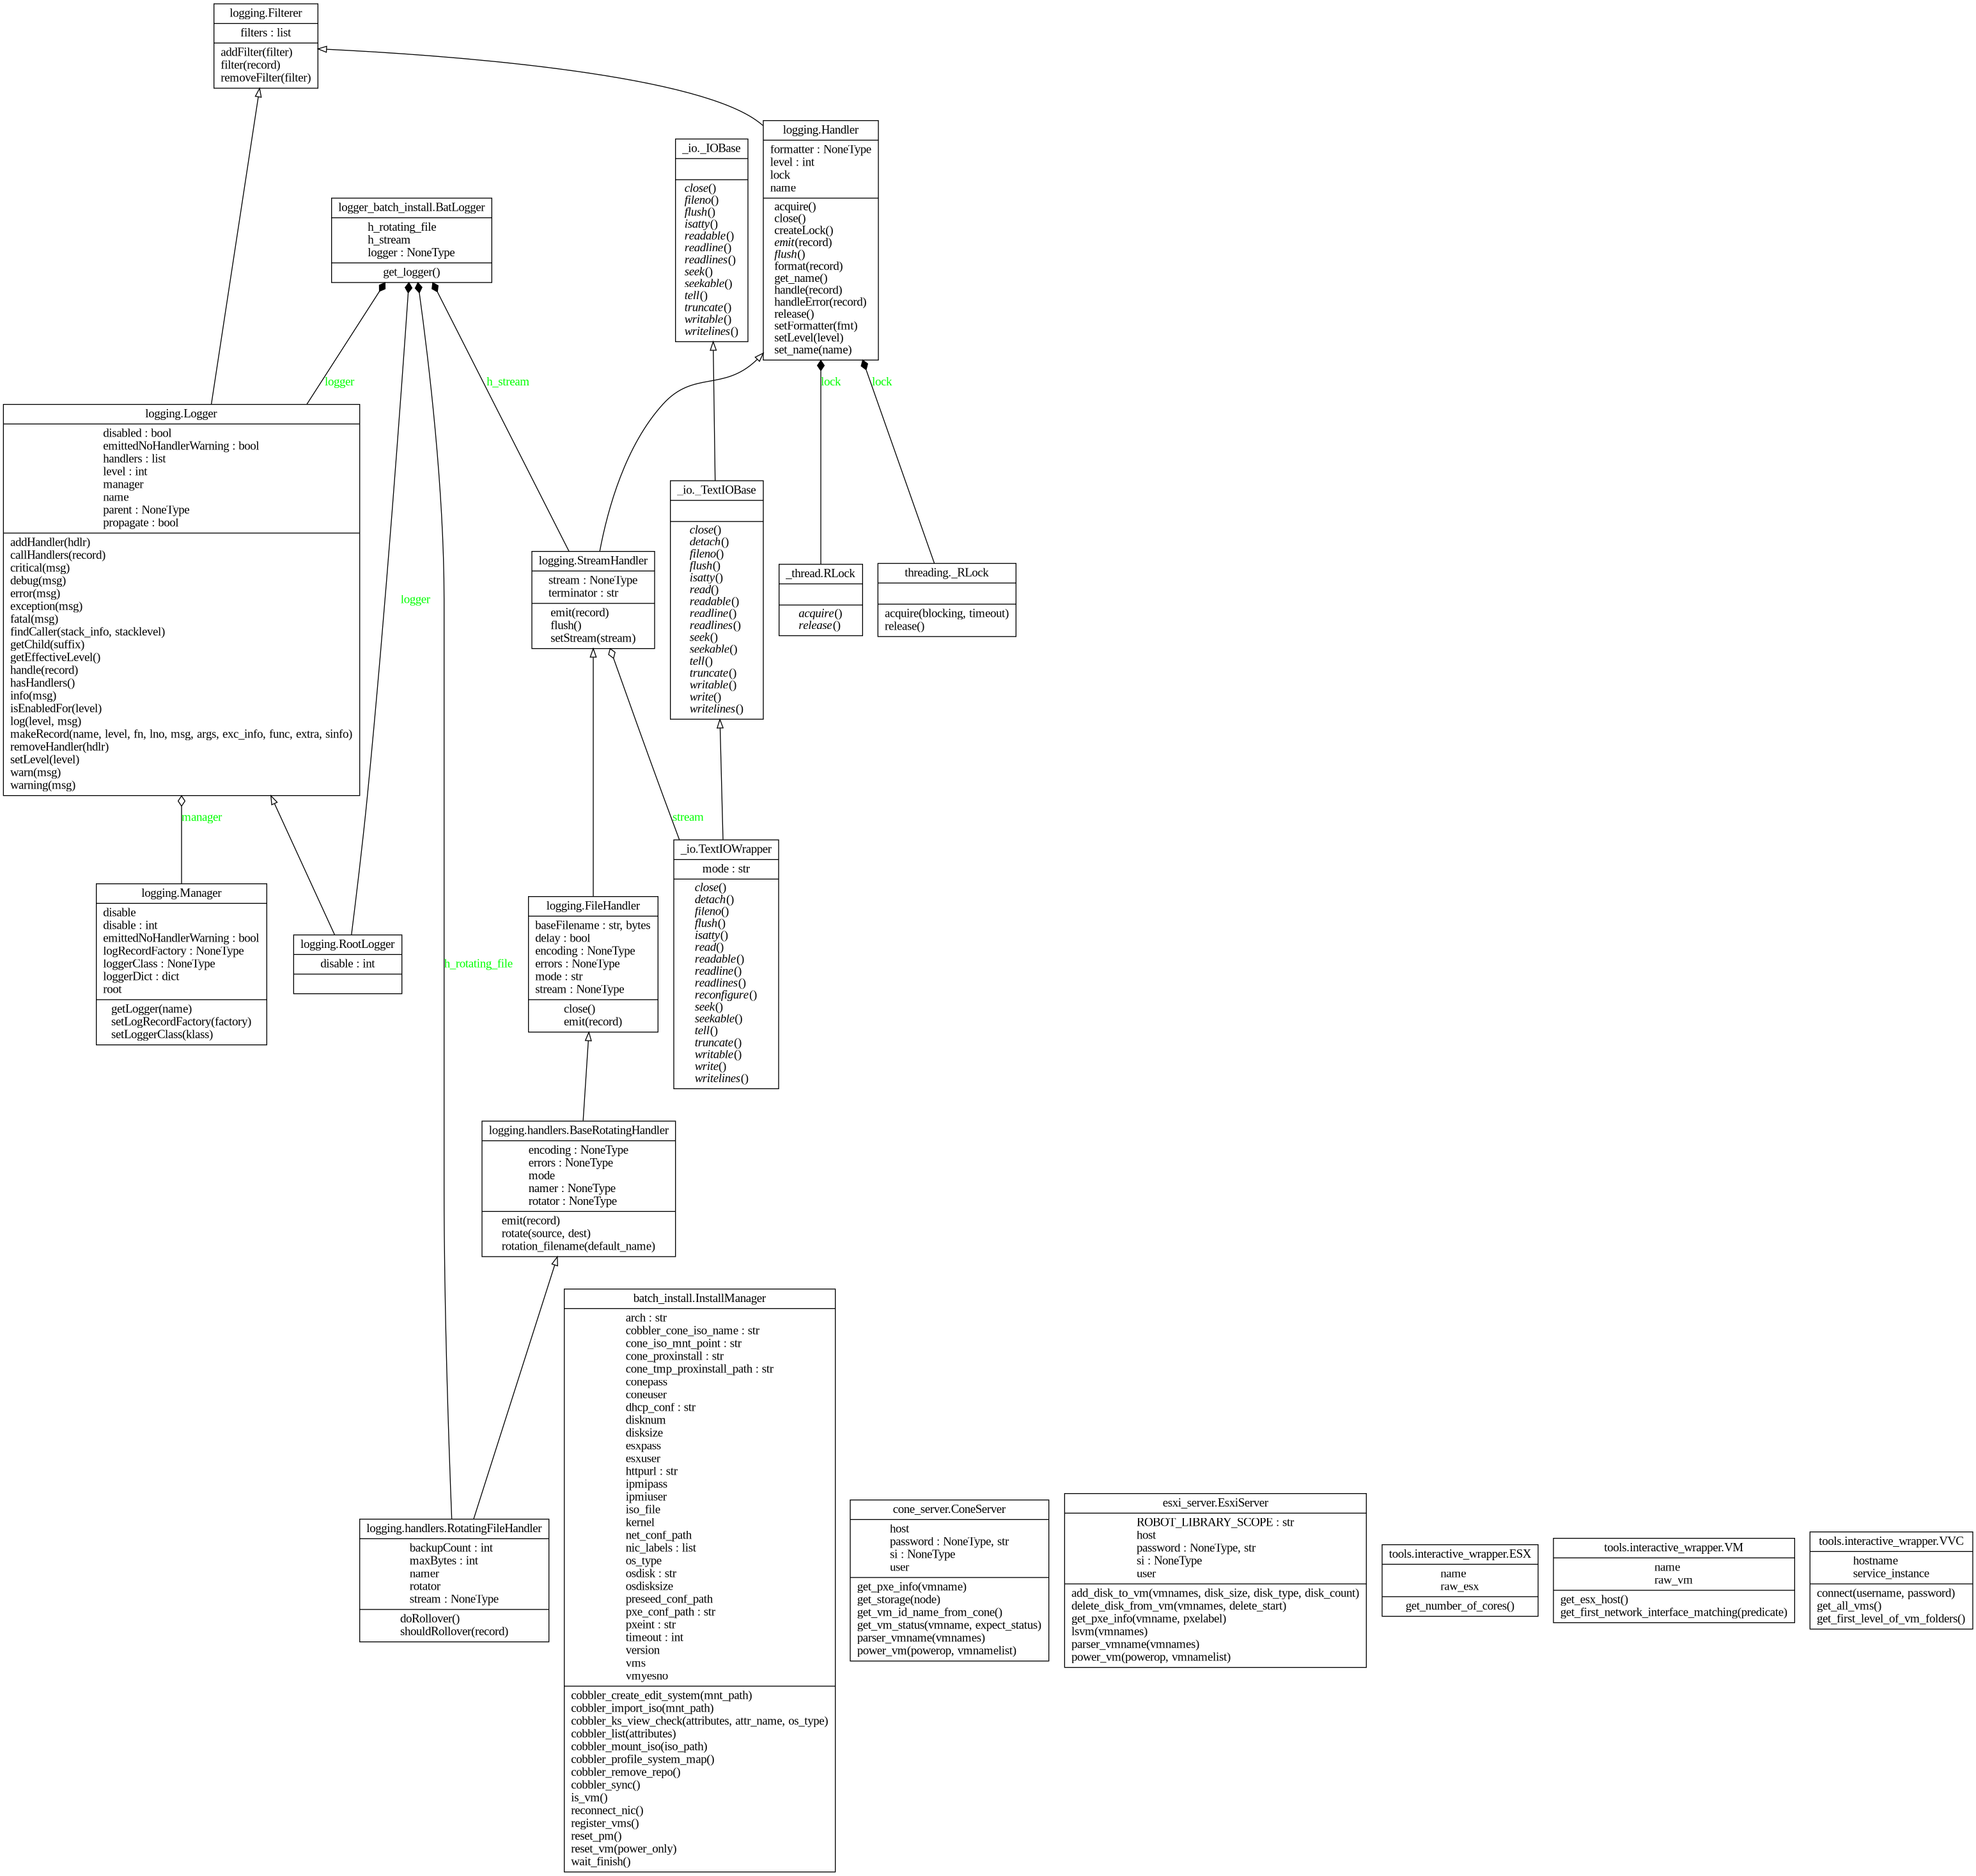 logging.Filterer
filters : list
addFilter(filter)
filter(record)
removeFilter(filter)
logging.Handler
formatter : NoneType
level : int
lock
name
acquire()
close()
createLock()
emit(record)
flush()
format(record)
get_name()
handle(record)
handleError(record)
release()
setFormatter(fmt)
setLevel(level)
set_name(name)
_io._IOBase
close()
fileno()
flush()
isatty()
readable()
readline()
readlines()
seek()
seekable()
tell()
truncate()
writable()
writelines()
logger_batch_install.BatLogger
h_rotating_file
h_stream
logger : NoneType
get_logger()
logger
h_stream
lock
lock
logging.Logger
disabled : bool
emittedNoHandlerWarning : bool
handlers : list
level : int
manager
name
parent : NoneType
propagate : bool
addHandler(hdlr)
callHandlers(record)
critical(msg)
debug(msg)
error(msg)
exception(msg)
fatal(msg)
findCaller(stack_info, stacklevel)
getChild(suffix)
getEffectiveLevel()
handle(record)
hasHandlers()
info(msg)
isEnabledFor(level)
log(level, msg)
makeRecord(name, level, fn, lno, msg, args, exc_info, func, extra, sinfo)
removeHandler(hdlr)
setLevel(level)
warn(msg)
warning(msg)
logger
logging.StreamHandler
stream : NoneType
terminator : str
emit(record)
flush()
setStream(stream)
_io._TextIOBase
close()
detach()
fileno()
flush()
isatty()
read()
readable()
readline()
readlines()
seek()
seekable()
tell()
truncate()
writable()
write()
writelines()
_thread.RLock
acquire()
release()
threading._RLock
acquire(blocking, timeout)
release()
manager
stream
logging.Manager
disable
disable : int
emittedNoHandlerWarning : bool
logRecordFactory : NoneType
loggerClass : NoneType
loggerDict : dict
root
getLogger(name)
setLogRecordFactory(factory)
setLoggerClass(klass)
logging.RootLogger
disable : int
h_rotating_file
logging.FileHandler
baseFilename : str, bytes
delay : bool
encoding : NoneType
errors : NoneType
mode : str
stream : NoneType
close()
emit(record)
_io.TextIOWrapper
mode : str
close()
detach()
fileno()
flush()
isatty()
read()
readable()
readline()
readlines()
reconfigure()
seek()
seekable()
tell()
truncate()
writable()
write()
writelines()
logging.handlers.BaseRotatingHandler
encoding : NoneType
errors : NoneType
mode
namer : NoneType
rotator : NoneType
emit(record)
rotate(source, dest)
rotation_filename(default_name)
logging.handlers.RotatingFileHandler
backupCount : int
maxBytes : int
namer
rotator
stream : NoneType
doRollover()
shouldRollover(record)
batch_install.InstallManager
arch : str
cobbler_cone_iso_name : str
cone_iso_mnt_point : str
cone_proxinstall : str
cone_tmp_proxinstall_path : str
conepass
coneuser
dhcp_conf : str
disknum
disksize
esxpass
esxuser
httpurl : str
ipmipass
ipmiuser
iso_file
kernel
net_conf_path
nic_labels : list
os_type
osdisk : str
osdisksize
preseed_conf_path
pxe_conf_path : str
pxeint : str
timeout : int
version
vms
vmyesno
cobbler_create_edit_system(mnt_path)
cobbler_import_iso(mnt_path)
cobbler_ks_view_check(attributes, attr_name, os_type)
cobbler_list(attributes)
cobbler_mount_iso(iso_path)
cobbler_profile_system_map()
cobbler_remove_repo()
cobbler_sync()
is_vm()
reconnect_nic()
register_vms()
reset_pm()
reset_vm(power_only)
wait_finish()
cone_server.ConeServer
host
password : NoneType, str
si : NoneType
user
get_pxe_info(vmname)
get_storage(node)
get_vm_id_name_from_cone()
get_vm_status(vmname, expect_status)
parser_vmname(vmnames)
power_vm(powerop, vmnamelist)
esxi_server.EsxiServer
ROBOT_LIBRARY_SCOPE : str
host
password : NoneType, str
si : NoneType
user
add_disk_to_vm(vmnames, disk_size, disk_type, disk_count)
delete_disk_from_vm(vmnames, delete_start)
get_pxe_info(vmname, pxelabel)
lsvm(vmnames)
parser_vmname(vmnames)
power_vm(powerop, vmnamelist)
tools.interactive_wrapper.ESX
name
raw_esx
get_number_of_cores()
tools.interactive_wrapper.VM
name
raw_vm
get_esx_host()
get_first_network_interface_matching(predicate)
tools.interactive_wrapper.VVC
hostname
service_instance
connect(username, password)
get_all_vms()
get_first_level_of_vm_folders()